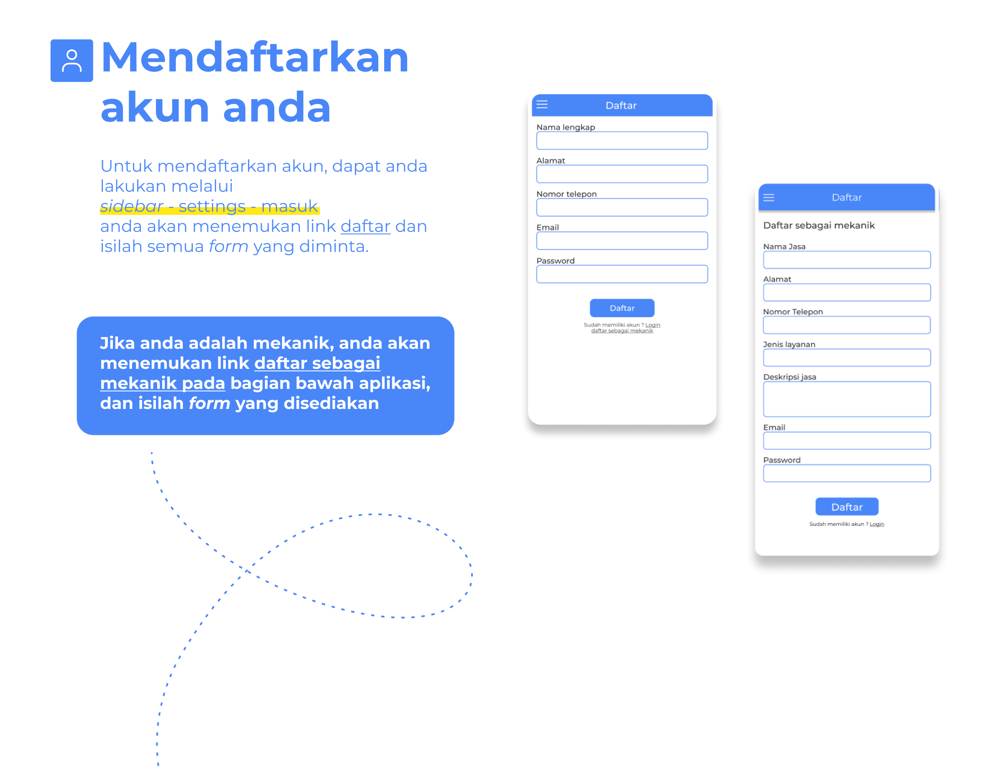 Mendaftarkan
akun anda
Untuk mendaftarkan akun, dapat anda
lakukan melalui
sidebar - settings - masuk
anda akan menemukan link daftar dan
isilah semua form yang diminta.
Jika anda adalah mekanik, anda akan
menemukan link daftar sebagai
mekanik pada bagian bawah aplikasi,
dan isilah form yang disediakan
Daftar
Nama lengkap
Alamat
Nomor telepon
Email
Password
Daftar
Sudah memiliki akun ? Login
daftar sebagai mekanik
Daftar
Daftar sebagai mekanik
Nama Jasa
Alamat
Nomor Telepon
Jenis layanan
Deskripsi jasa
Email
Password
Daftar
Sudah memiliki akun ? Login